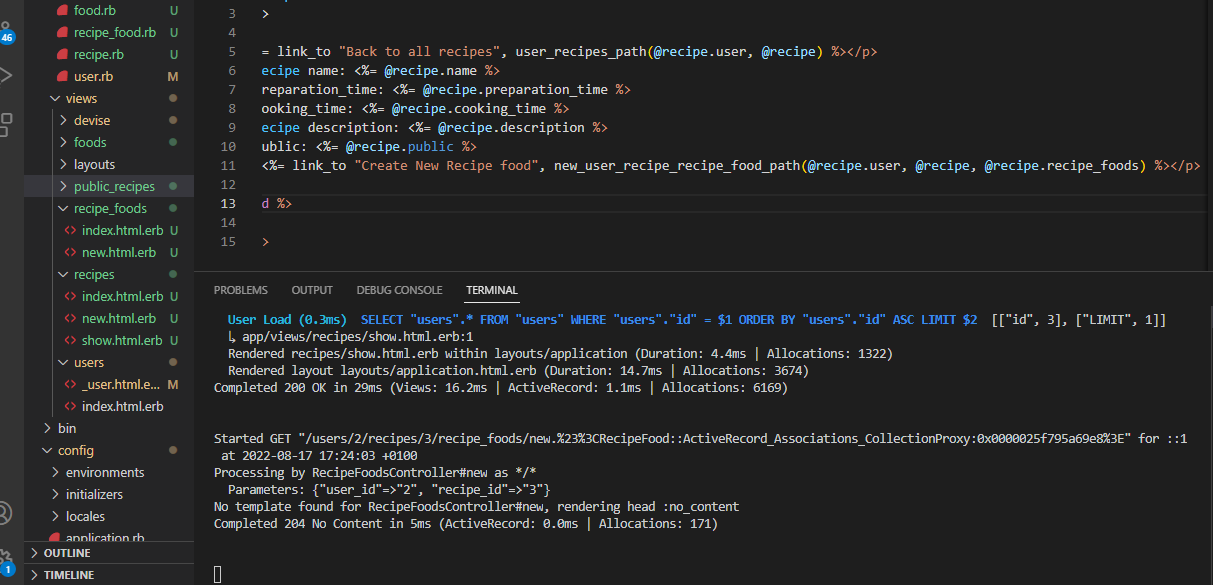 food.rb U
recipe_food.rb U
recipe.rb U
user.rb M
views
devise
foods
layouts
public_recipes
recipe_foods
index.html.erb U
new.html.erb U
recipes
index.html.erb U
new.html.erb U
show.html.erb U
users
_user.html.e... M
index.html.erb
bin
config
environments
initializers
locales
application.rb
OUTLINE
TIMELINE
46
1
3 >
4
5 = link_to "Back to all recipes", user_recipes_path(@recipe.user, @recipe) %></p>
6 ecipe name: <%= @recipe.name %>
7 reparation_time: <%= @recipe.preparation_time %>
8 ooking_time: <%= @recipe.cooking_time %>
9 ecipe description: <%= @recipe.description %>
10 ublic: <%= @recipe.public %>
11 <%= link_to "Create New Recipe food", new_user_recipe_recipe_food_path(@recipe.user, @recipe, @recipe.recipe_foods) %></p>
12
13 d %>
14
15 >
PROBLEMS OUTPUT DEBUG CONSOLE TERMINAL
User Load (0.3ms) SELECT "users".* FROM "users" WHERE "users"."id" = $1 ORDER BY "users"."id" ASC LIMIT $2 [["id", 3], ["LIMIT", 1]]
↳ app/views/recipes/show.html.erb:1
Rendered recipes/show.html.erb within layouts/application (Duration: 4.4ms | Allocations: 1322)
Rendered layout layouts/application.html.erb (Duration: 14.7ms | Allocations: 3674)
Completed 200 OK in 29ms (Views: 16.2ms | ActiveRecord: 1.1ms | Allocations: 6169)
Started GET "/users/2/recipes/3/recipe_foods/new.%23%3CRecipeFood::ActiveRecord_Associations_CollectionProxy:0x0000025f795a69e8%3E" for ::1
at 2022-08-17 17:24:03 +0100
Processing by RecipeFoodsController#new as */*
Parameters: {"user_id"=>"2", "recipe_id"=>"3"}
No template found for RecipeFoodsController#new, rendering head :no_content
Completed 204 No Content in 5ms (ActiveRecord: 0.0ms | Allocations: 171)